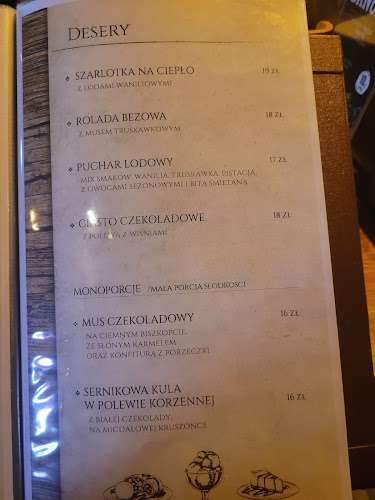 DESERY
SZARLOTKA NA CIEPŁO 19 ZŁ
Z LODAMI WANILIOWYMI
ROLADA BEZOWA 18 ZŁ
Z MUSEM TRUSKAWKOWYM
PUCHAR LODOWY 17 ZŁ
MIX SMAKÓW: WANILIA, TRUSKAWKA, PISTACJA,
Z OWOCAMI SEZONOWYMI I BITĄ ŚMIETANĄ
CIASTO CZEKOLADOWE 18 ZŁ
Z POLEWĄ Z WIŚNIAMI
MONOPORCJE /MAŁA PORCJA SŁODKOŚCI
MUS CZEKOLADOWY 16 ZŁ
NA CIEMNYM BISZKOPCIE,
ZE SŁONYM KARMELEM
ORAZ KONFITURĄ Z PORZECZKI
SERNIKOWA KULA
W POLEWIE KORZENNEJ 16 ZŁ
Z BIAŁEJ CZEKOLADY,
NA MIGDAŁOWEJ KRUSZONCE